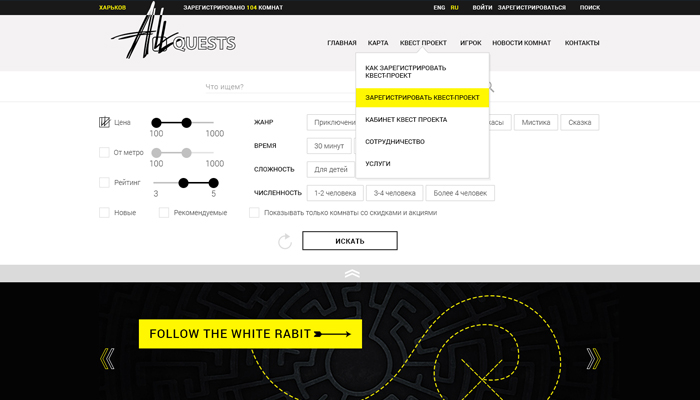 ХАРЬКОВ ЗАРЕГИСТРИРОВАНО 104 КОМНАТ ENG RU ВОЙТИ ЗАРЕГИСТРИРОВАТЬСЯ ПОИСК
All QUESTS
ГЛАВНАЯ КАРТА КВЕСТ ПРОЕКТ ИГРОК НОВОСТИ КОМНАТ КОНТАКТЫ
КАК ЗАРЕГИСТРИРОВАТЬ
КВЕСТ-ПРОЕКТ
ЗАРЕГИСТРИРОВАТЬ КВЕСТ-ПРОЕКТ
КАБИНЕТ КВЕСТ ПРОЕКТА
СОТРУДНИЧЕСТВО
УСЛУГИ
Что ищем?
Цена
100 1000
От метро
100 1000
Рейтинг
3 5
ЖАНР Мистика Сказка
ВРЕМЯ 30 минут
СЛОЖНОСТЬ Для детей
ЧИСЛЕННОСТЬ 1-2 человека 3-4 человека Более 4 человек
Новые Рекомендуемые Показывать только комнаты со скидками и акциями
ИСКАТЬ
FOLLOW THE WHITE RABIT